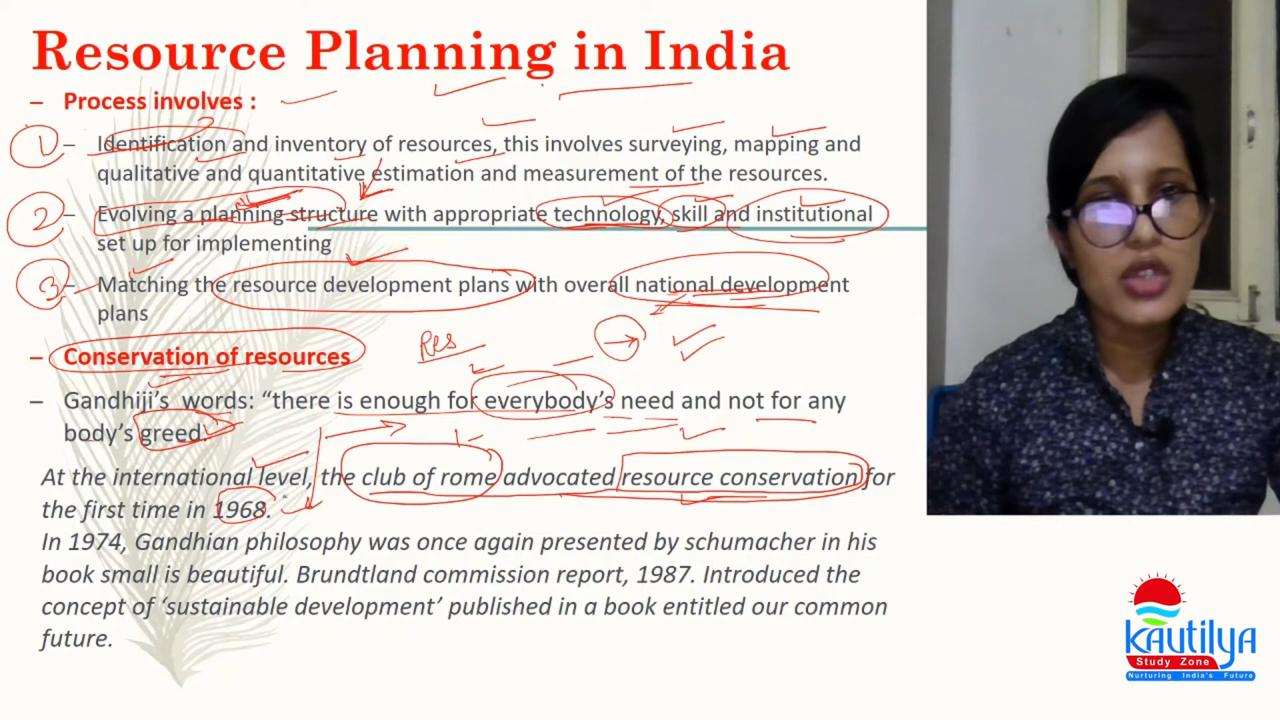 Resource Planning in India
– Process involves :
1 – Identification and inventory of resources, this involves surveying, mapping and
qualitative and quantitative estimation and measurement of the resources.
2 – Evolving a planning structure with appropriate technology, skill and institutional
set up for implementing
3 – Matching the resource development plans with overall national development
plans
– Conservation of resources
Res
– Gandhiji's words: “there is enough for everybody's need and not for any
body's greed.
At the international level, the club of rome advocated resource conservation for
the first time in 1968.
In 1974, Gandhian philosophy was once again presented by schumacher in his
book small is beautiful. Brundtland commission report, 1987. Introduced the
concept of ‘sustainable development’ published in a book entitled our common
future.
Kautilya
Study Zone
Nurturing India's Future